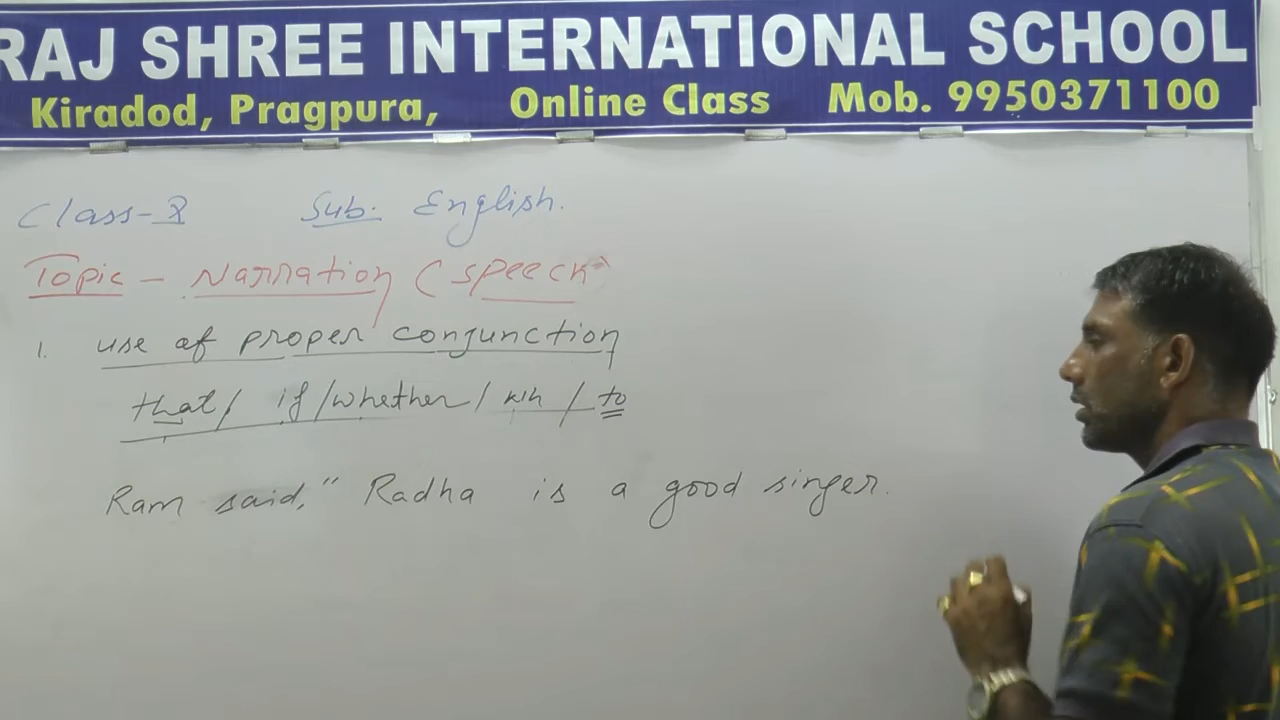 RAJ SHREE INTERNATIONAL SCHOOL
Kiradod, Pragpura, Online Class Mob. 9950371100
Class-X Sub. English.
Topic - Narration (speech)
1. use of proper conjunction
that/ if/whether/ wh / to
Ram said," Radha is a good singer.